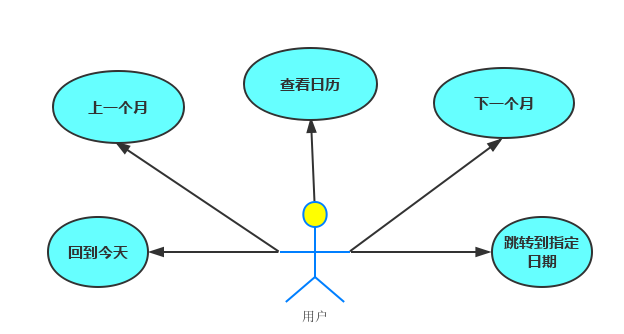 查看日历
上一个月
下一个月
回到今天
跳转到指定
日期
用户